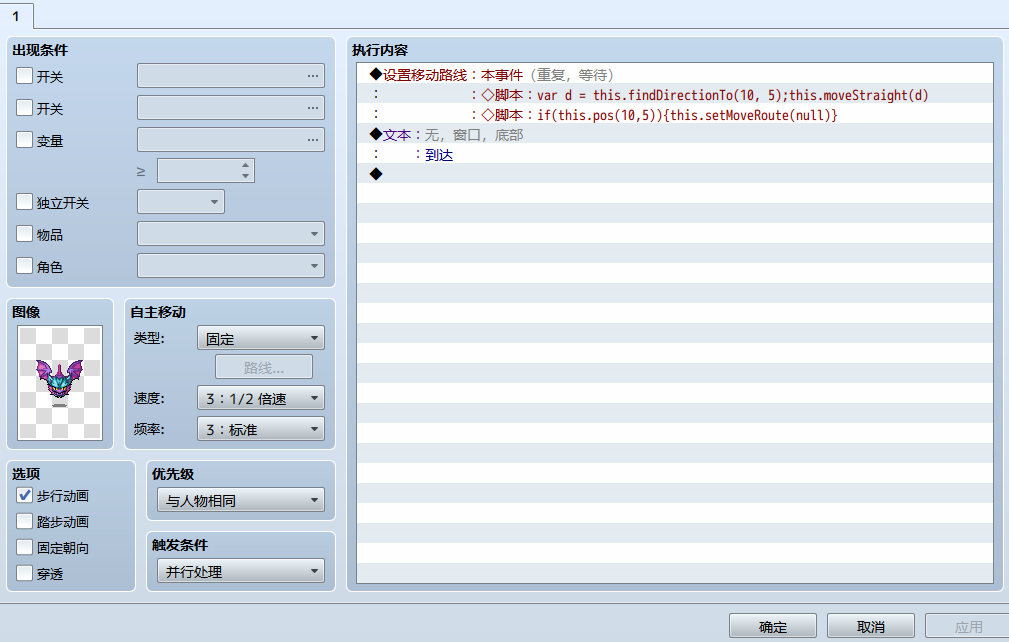 1
出现条件
开关 ...
开关 ...
变量 ...
≥
独立开关
物品
角色
图像
自主移动
类型: 固定
路线...
速度: 3：1/2 倍速
频率: 3：标准
选项
步行动画
踏步动画
固定朝向
穿透
优先级
与人物相同
触发条件
并行处理
执行内容
◆设置移动路线：本事件（重复，等待）
：　　　　　　：◇脚本：var d = this.findDirectionTo(10, 5);this.moveStraight(d)
：　　　　　　：◇脚本：if(this.pos(10,5)){this.setMoveRoute(null)}
◆文本：无，窗口，底部
：　　：到达
◆
确定
取消
应用